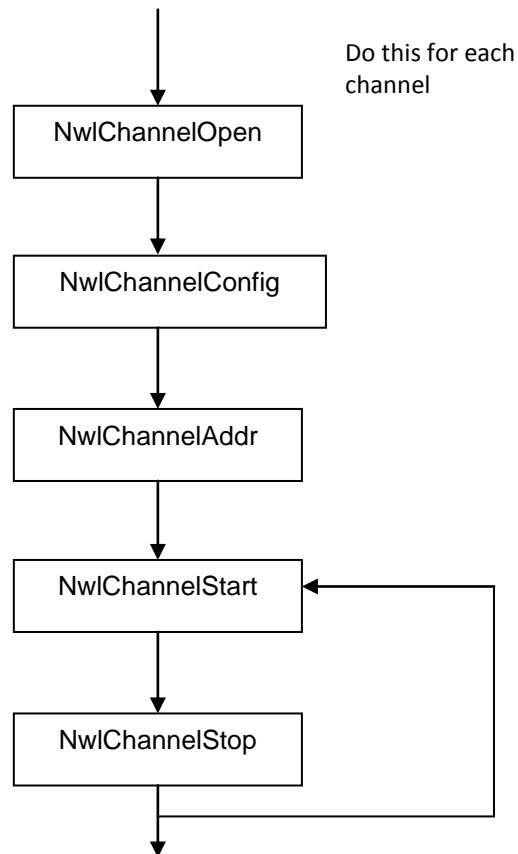 Do this for each
channel
NwlChannelOpen
NwlChannelConfig
NwlChannelAddr
NwlChannelStart
NwlChannelStop